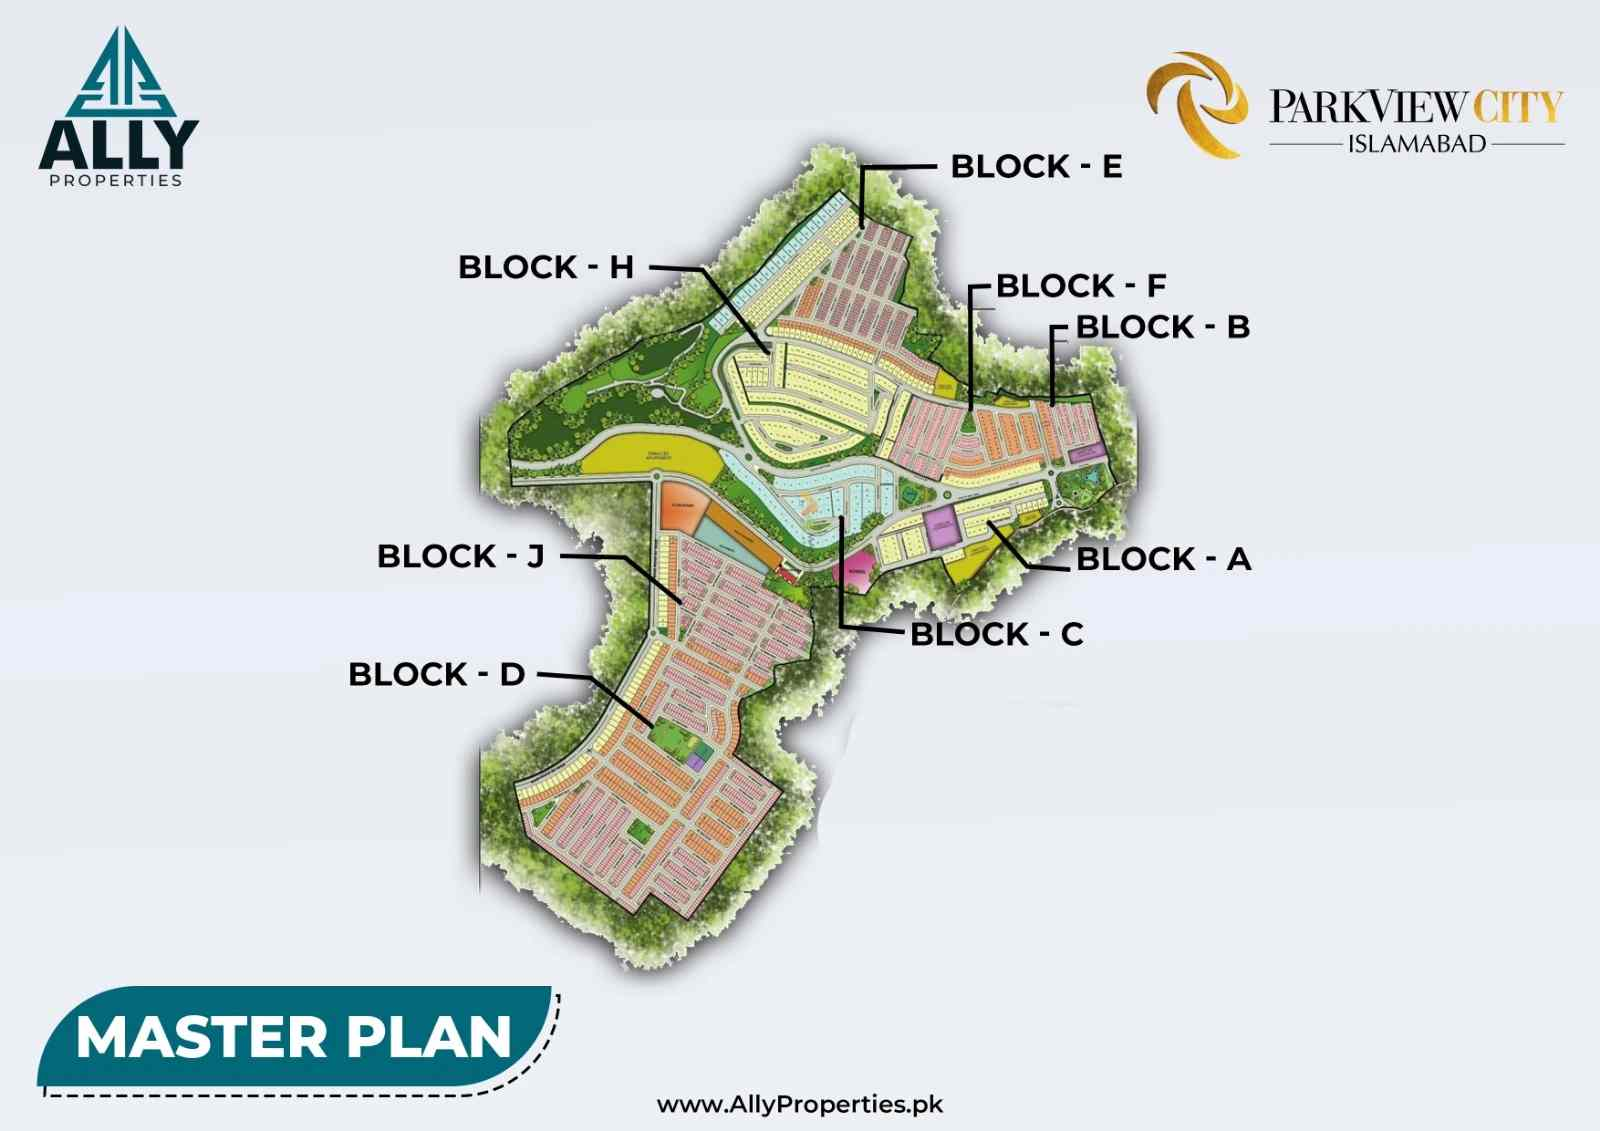 ALLY
PROPERTIES
PARKVIEW CITY
ISLAMABAD
BLOCK - E
BLOCK - H
BLOCK - F
BLOCK - B
BLOCK - J
BLOCK - A
BLOCK - C
BLOCK - D
MASTER PLAN
www.AllyProperties.pk